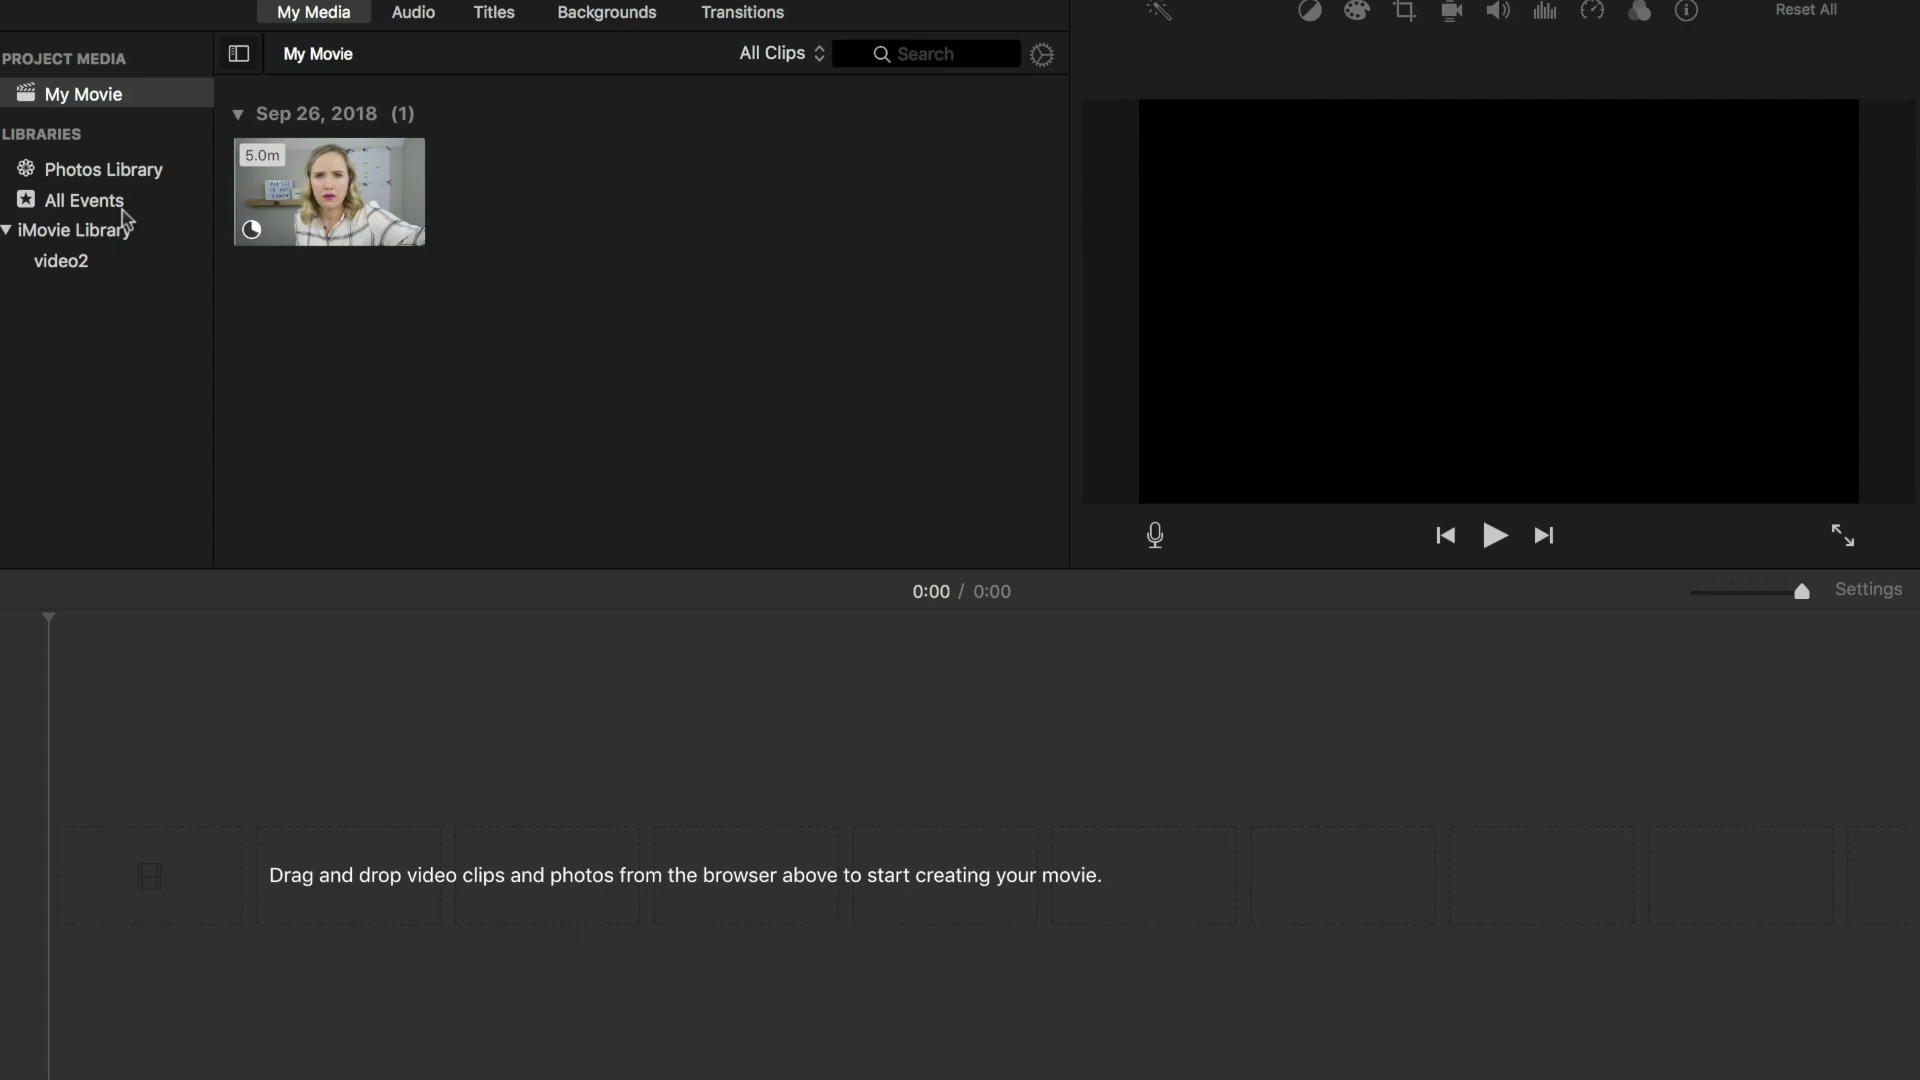 My Media
Audio
Titles
Backgrounds
Transitions
Reset All
PROJECT MEDIA
My Movie
All Clips
Search
My Movie
Sep 26, 2018 (1)
LIBRARIES
5.0m
Photos Library
All Events
iMovie Library
video2
0:00 / 0:00
Settings
Drag and drop video clips and photos from the browser above to start creating your movie.